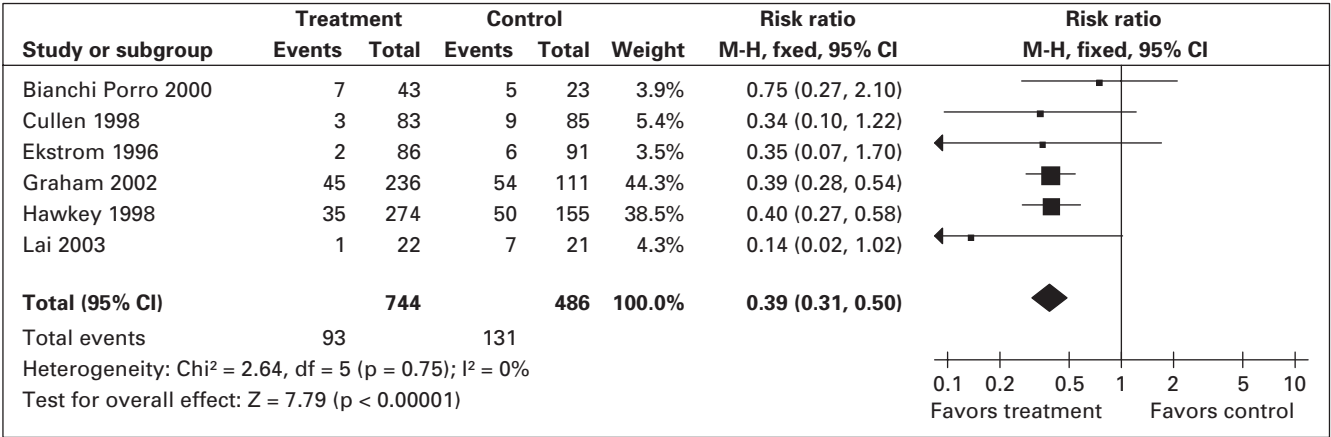 Treatment Control Risk ratio Risk ratio
Study or subgroup Events Total Events Total Weight M-H, fxed, 95% CI M-H, fixed, 95% CI
Bianchi Porro 2000 7 43 5 23 3.9% 0.75 (0.27, 2.10)
Cullen 1998 3 83 9 85 5.4% 0.34 (0.10, 1.22)
Ekstrom 1996 2 86 6 91 3.5% 0.35 (0.07, 1.70)
Graham 2002 45 236 54 111 44.3% 0.39 (0.28, 0.54)
Hawkey 1998 35 274 50 155 38.5% 0.40 (0.27, 0.58)
Lai 2003 1 22 7 21 4.3% 0.14 (0.02, 1.02)
Total (95% CI) 744 486 100.0% 0.39 (0.31, 0.50)
Total events 93 131
Heterogeneity: Chi² = 2.64, df = 5 (p = 0.75); I² = 0%
Test for overall effect: Z = 7.79 (p < 0.00001)
0.1 0.2 0.5 1 2 5 10
Favors treatment Favors control